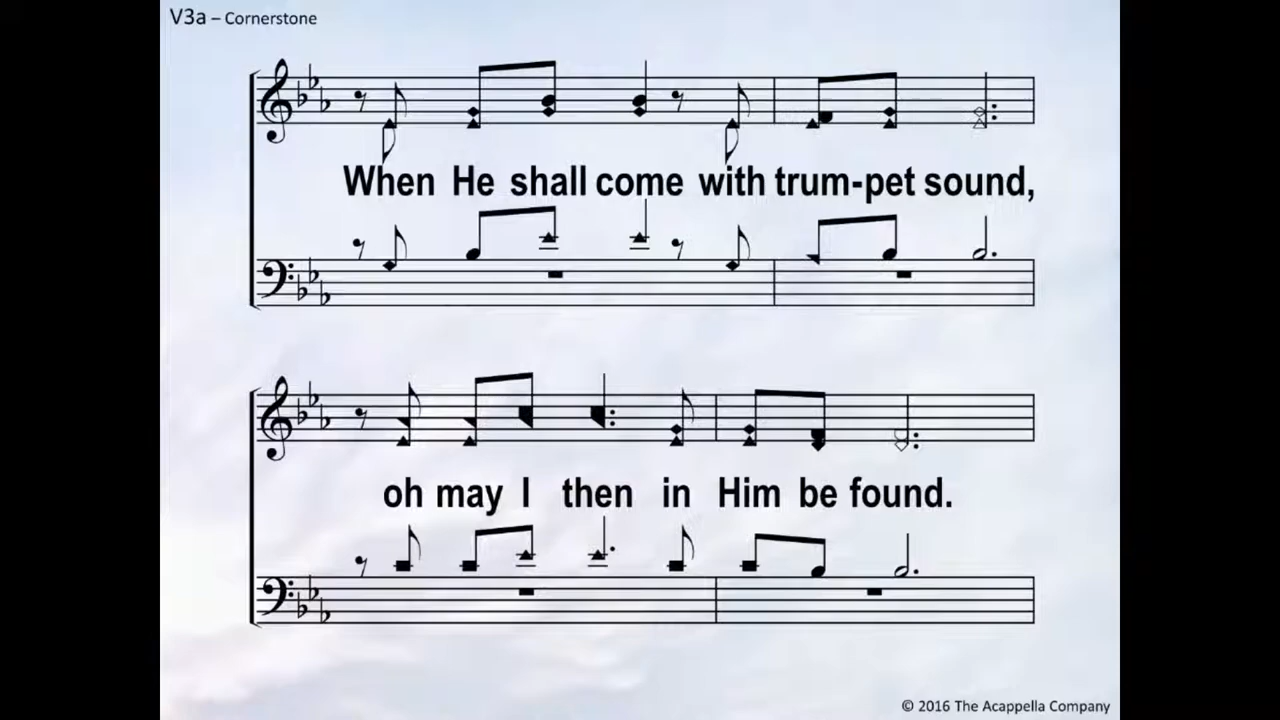 V3a – Cornerstone
When He shall come with trum-pet sound,
oh may I then in Him be found.
© 2016 The Acappella Company